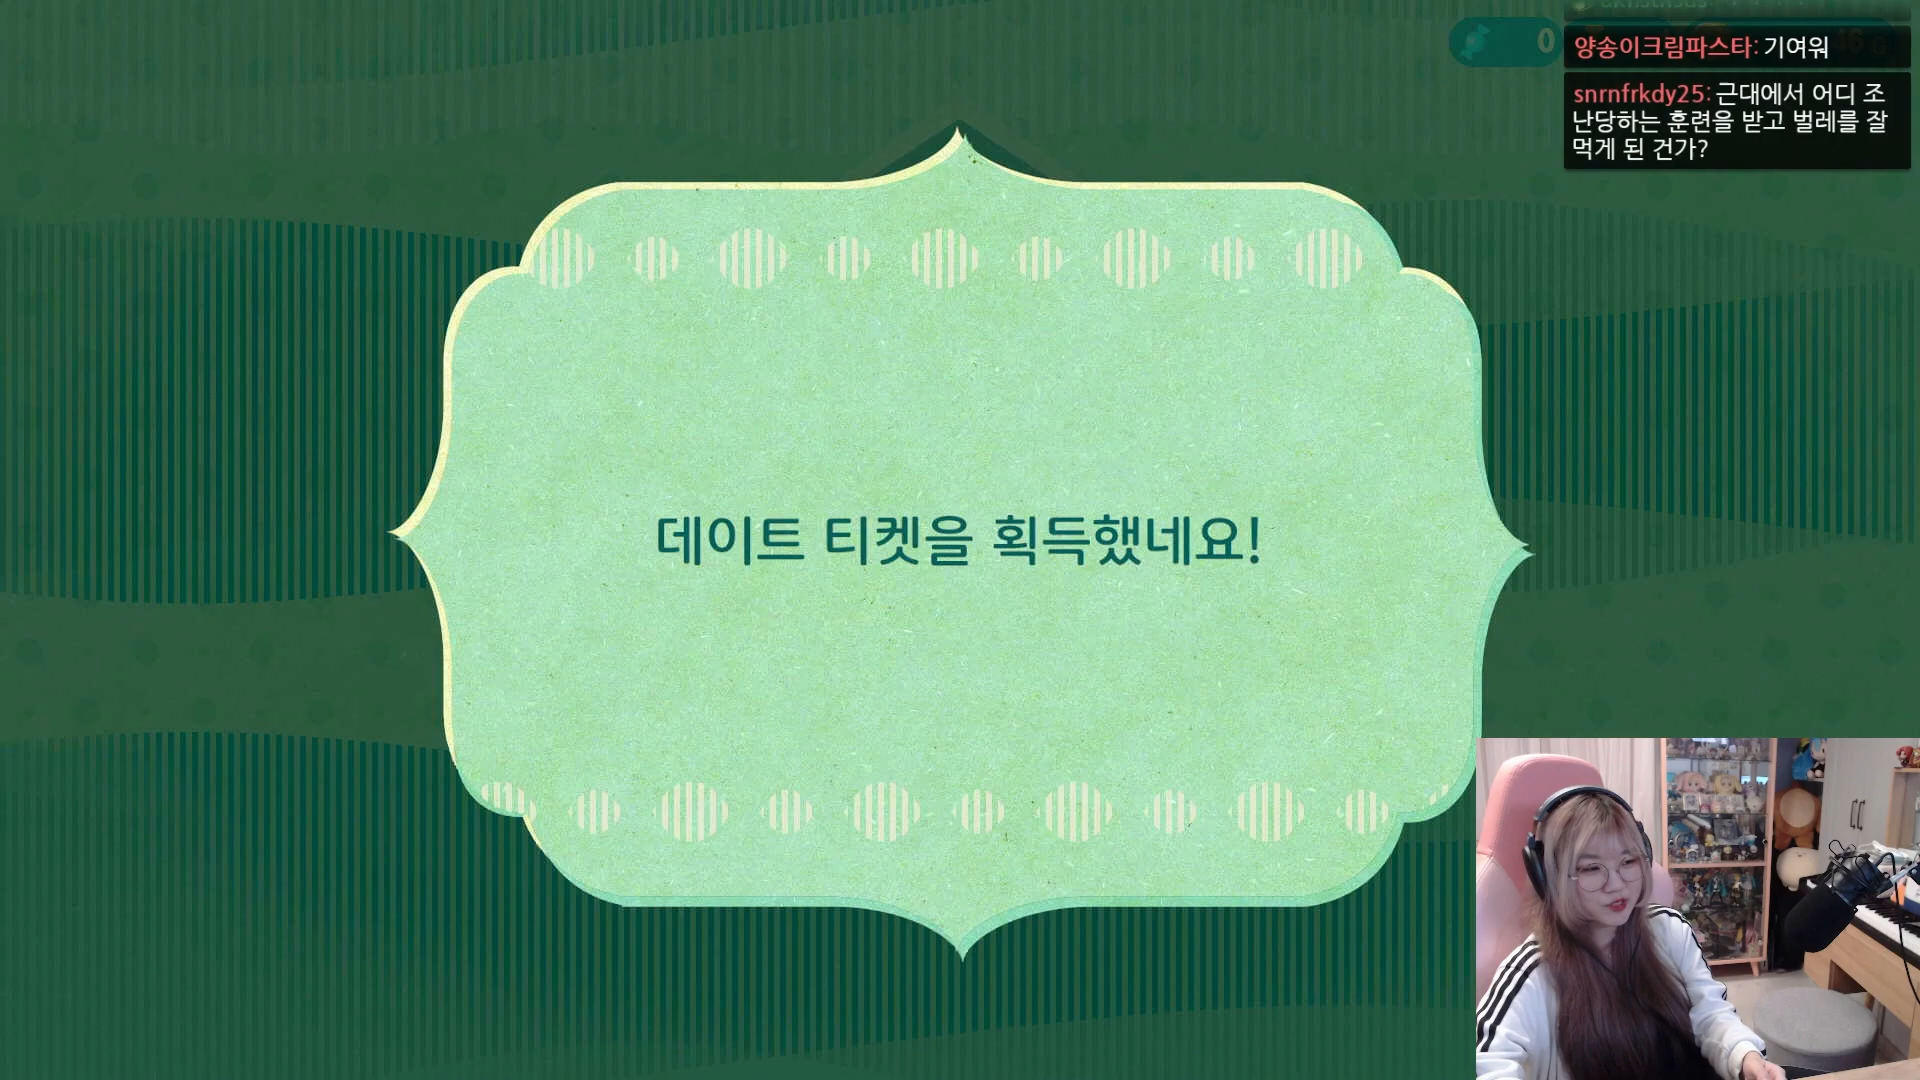 0
양송이크림파스타: 기여워
snrnfrkdy25: 근대에서 어디 조
난당하는 훈련을 받고 벌레를 잘
먹게 된 건가?
데이트 티켓을 획득했네요!